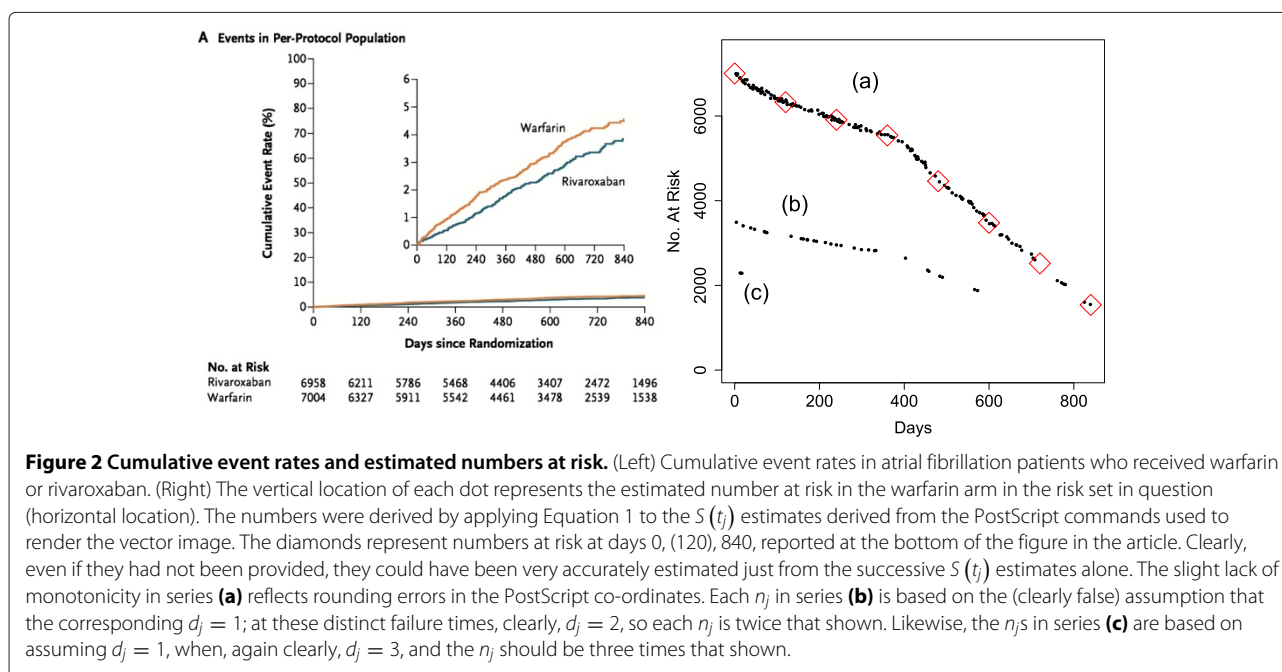 A Events in Per-Protocol Population
100
90
80
70
60
50
40
30
20
10
0
Cumulative Event Rate (%)
6
5
4
3
2
1
0
Warfarin
Rivaroxaban
0 120 240 360 480 600 720 840
0 120 240 360 480 600 720 840
Days since Randomization
No. at Risk
Rivaroxaban 6958 6211 5786 5468 4406 3407 2472 1496
Warfarin 7004 6327 5911 5542 4461 3478 2539 1538
No. At Risk
6000
4000
2000
0
(a)
(b)
(c)
0 200 400 600 800
Days
Figure 2 Cumulative event rates and estimated numbers at risk. (Left) Cumulative event rates in atrial fibrillation patients who received warfarin
or rivaroxaban. (Right) The vertical location of each dot represents the estimated number at risk in the warfarin arm in the risk set in question
(horizontal location). The numbers were derived by applying Equation 1 to the S (tⱼ) estimates derived from the PostScript commands used to
render the vector image. The diamonds represent numbers at risk at days 0, (120), 840, reported at the bottom of the figure in the article. Clearly,
even if they had not been provided, they could have been very accurately estimated just from the successive S (tⱼ) estimates alone. The slight lack of
monotonicity in series (a) reflects rounding errors in the PostScript co-ordinates. Each nⱼ in series (b) is based on the (clearly false) assumption that
the corresponding dⱼ = 1; at these distinct failure times, clearly, dⱼ = 2, so each nⱼ is twice that shown. Likewise, the nⱼs in series (c) are based on
assuming dⱼ = 1, when, again clearly, dⱼ = 3, and the nⱼ should be three times that shown.